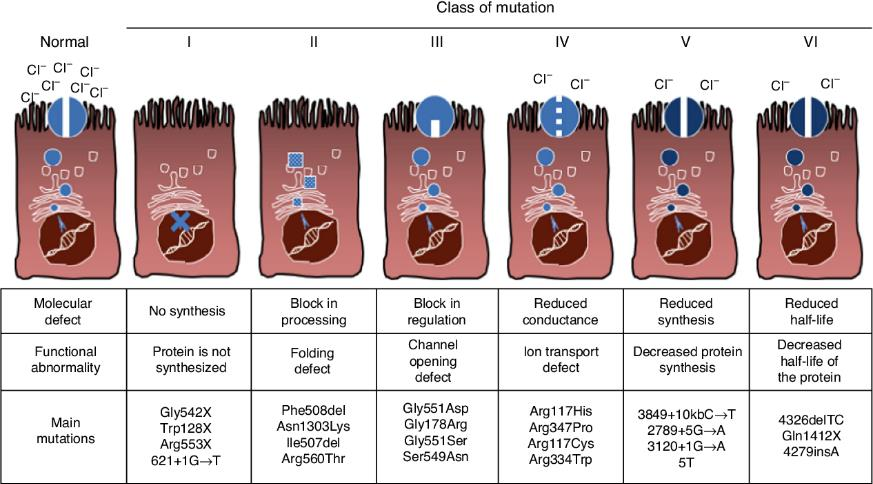 Class of mutation
Normal I II III IV V VI
Cl⁻ Cl⁻ Cl⁻
Cl⁻ Cl⁻ Cl⁻
Cl⁻
Cl⁻ Cl⁻
Cl⁻ Cl⁻
Cl⁻ Cl⁻
Molecular
defect
No synthesis
Block in
processing
Block in
regulation
Reduced
conductance
Reduced
synthesis
Reduced
half-life
Functional
abnormality
Protein is not
synthesized
Folding
defect
Channel
opening
defect
Ion transport
defect
Decreased protein
synthesis
Decreased
half-life of
the protein
Main
mutations
Gly542X
Trp128X
Arg553X
621+1G→T
Phe508del
Asn1303Lys
Ile507del
Arg560Thr
Gly551Asp
Gly178Arg
Gly551Ser
Ser549Asn
Arg117His
Arg347Pro
Arg117Cys
Arg334Trp
3849+10kbC→T
2789+5G→A
3120+1G→A
5T
4326delTC
Gln1412X
4279insA